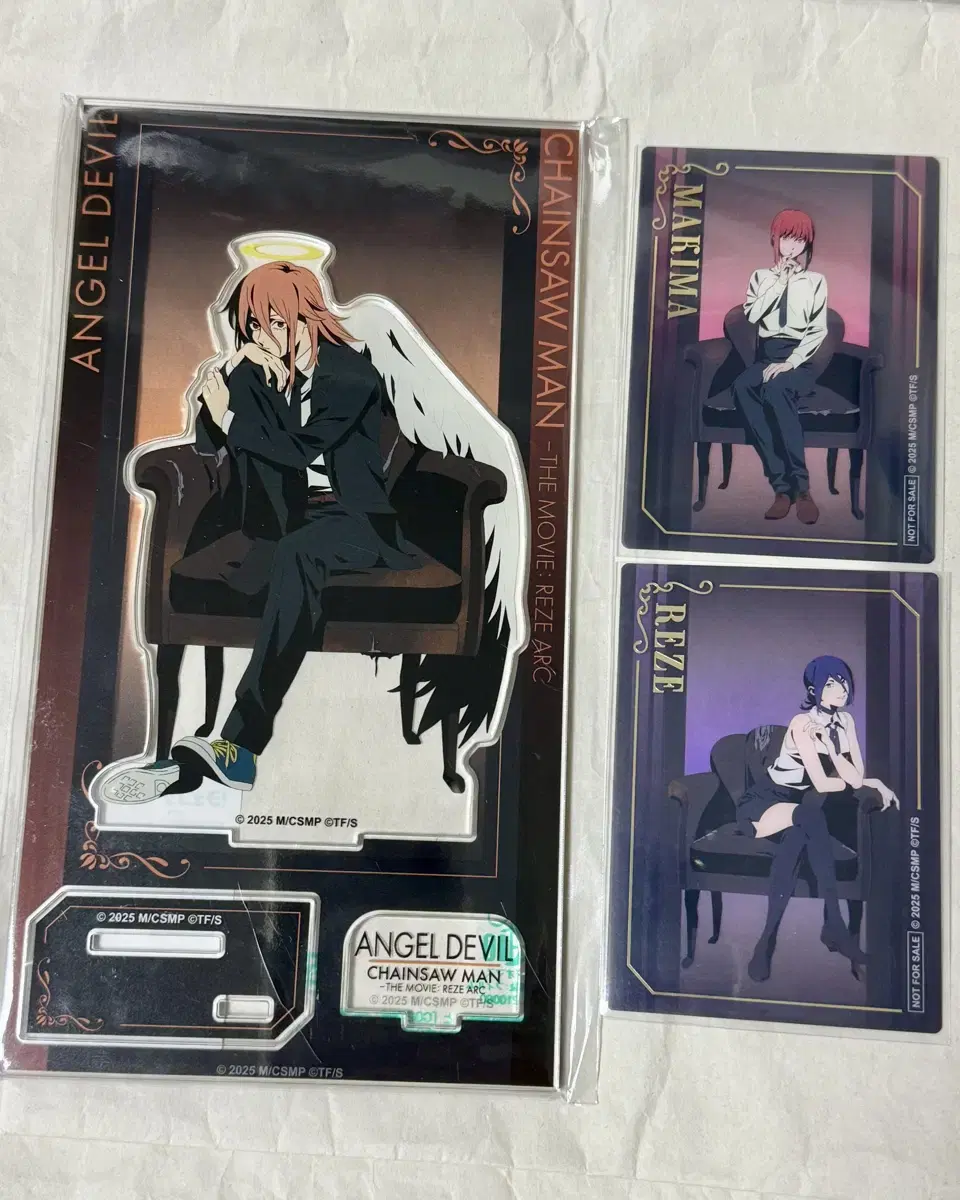 ANGEL DEVIL
CHAINSAW MAN -THE MOVIE: REZE ARC
© 2025 M/CSMP ©TF/S
© 2025 M/CSMP ©TF/S
ANGEL DEVIL
CHAINSAW MAN
-THE MOVIE: REZE ARC
© 2025 M/CSMP ©TF/S
© 2025 M/CSMP ©TF/S
MAKIMA
NOT FOR SALE © 2025 M/CSMP ©TF/S
REZE
NOT FOR SALE © 2025 M/CSMP ©TF/S